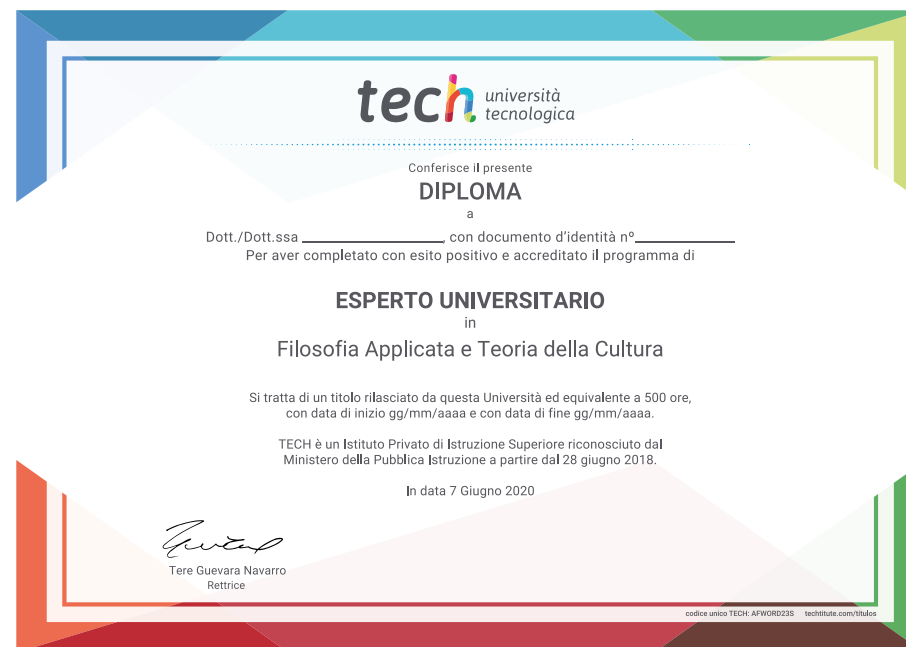 tech università
tecnologica
Conferisce il presente
DIPLOMA
a
Dott./Dott.ssa ____________________, con documento d'identità nº______________
Per aver completato con esito positivo e accreditato il programma di
ESPERTO UNIVERSITARIO
in
Filosofia Applicata e Teoria della Cultura
Si tratta di un titolo rilasciato da questa Università ed equivalente a 500 ore,
con data di inizio gg/mm/aaaa e con data di fine gg/mm/aaaa.
TECH è un Istituto Privato di Istruzione Superiore riconosciuto dal
Ministero della Pubblica Istruzione a partire dal 28 giugno 2018.
In data 7 Giugno 2020
Tere Guevara Navarro
Rettrice
codice unico TECH: AFWORD23S techtitute.com/títulos